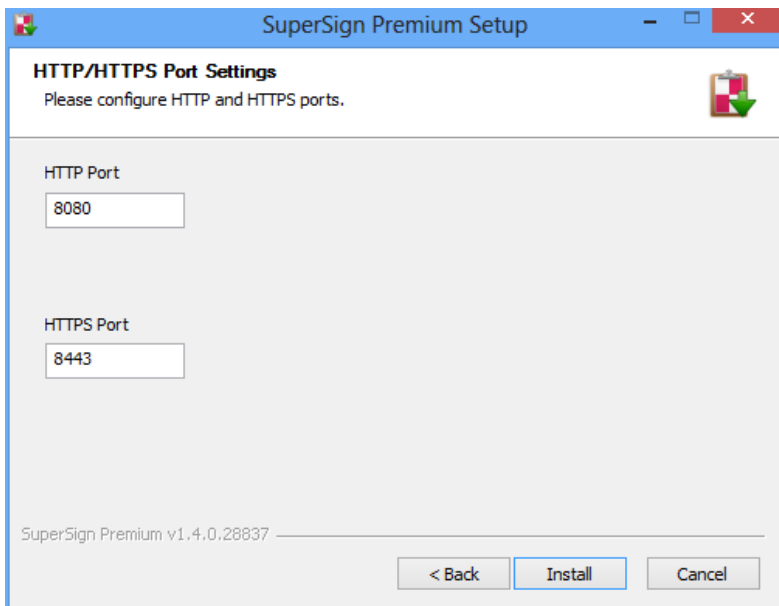 SuperSign Premium Setup
HTTP/HTTPS Port Settings
Please configure HTTP and HTTPS ports.
HTTP Port
8080
HTTPS Port
8443
SuperSign Premium v1.4.0.28837
< Back Install Cancel